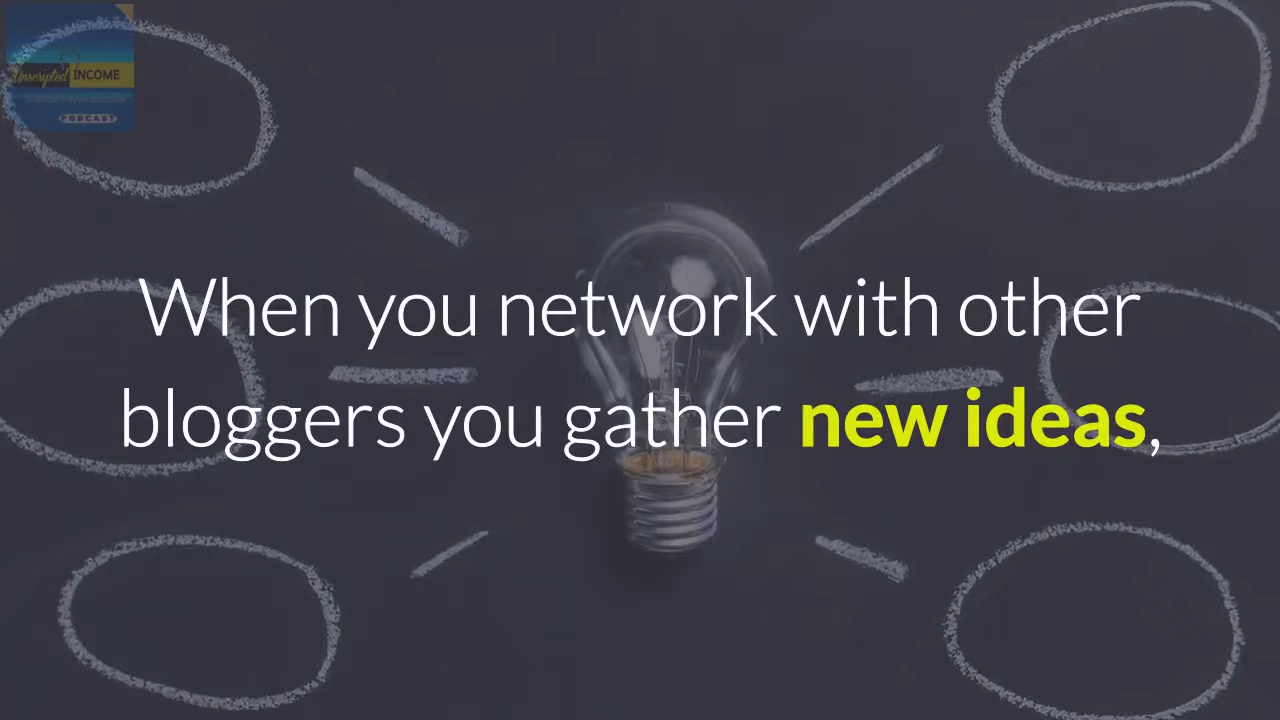 Unscripted INCOME
PODCAST
When you network with other
bloggers you gather new ideas,